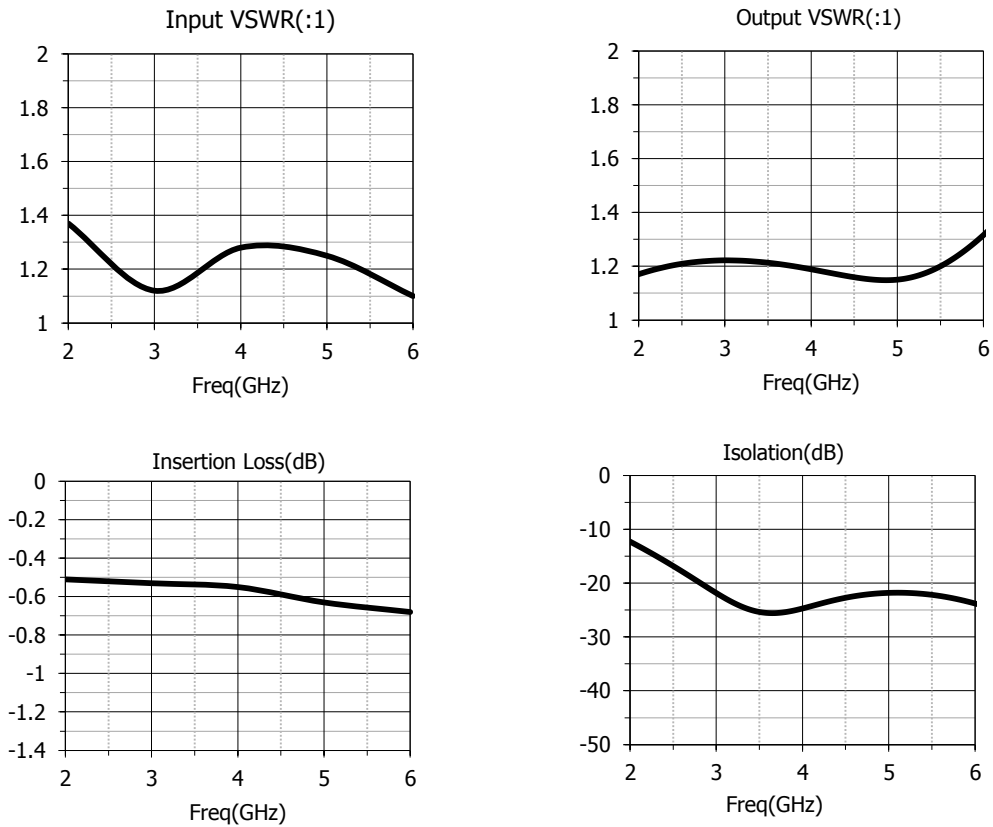 Input VSWR(:1)
2
1.8
1.6
1.4
1.2
1
2 3 4 5 6
Freq(GHz)
Output VSWR(:1)
2
1.8
1.6
1.4
1.2
1
2 3 4 5 6
Freq(GHz)
Insertion Loss(dB)
0
-0.2
-0.4
-0.6
-0.8
-1
-1.2
-1.4
2 3 4 5 6
Freq(GHz)
Isolation(dB)
0
-10
-20
-30
-40
-50
2 3 4 5 6
Freq(GHz)